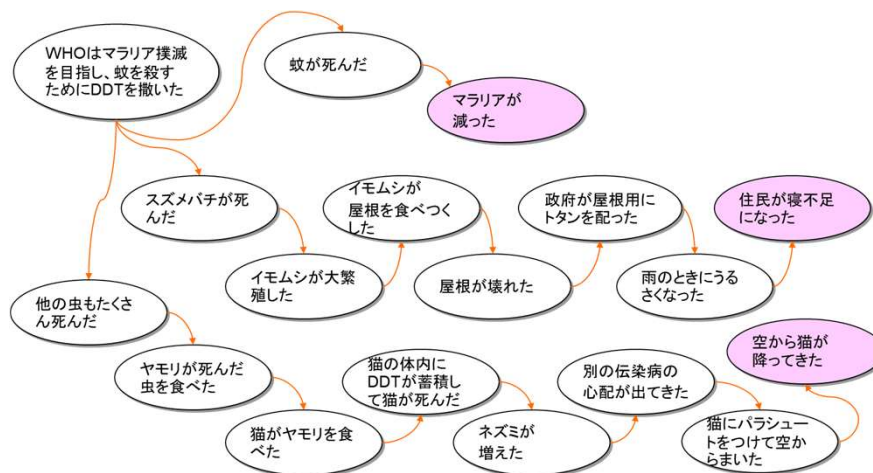 WHOはマラリア撲滅
を目指し、蚊を殺す
ためにDDTを撒いた
蚊が死んだ
マラリアが
減った
スズメバチが死
んだ
イモムシが大繁
殖した
イモムシが
屋根を食べつく
した
屋根が壊れた
政府が屋根用に
トタンを配った
雨のときにうる
さくなった
住民が寝不足
になった
他の虫もたくさ
ん死んだ
ヤモリが死んだ
虫を食べた
猫がヤモリを食
べた
猫の体内に
DDTが蓄積し
て猫が死んだ
ネズミが
増えた
別の伝染病の
心配が出てきた
猫にパラシュー
トをつけて空か
らまいた
空から猫が
降ってきた